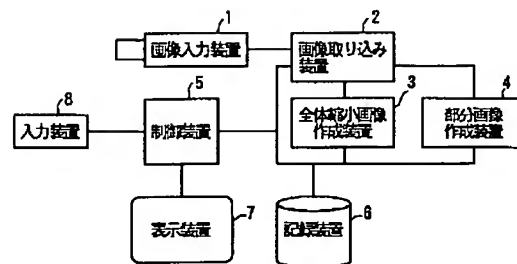 1
画像入力装置
2
画像取り込み
装置
3
全体縮小画像
作成装置
4
部分画像
作成装置
5
制御装置
8
入力装置
7
表示装置
6
記録装置